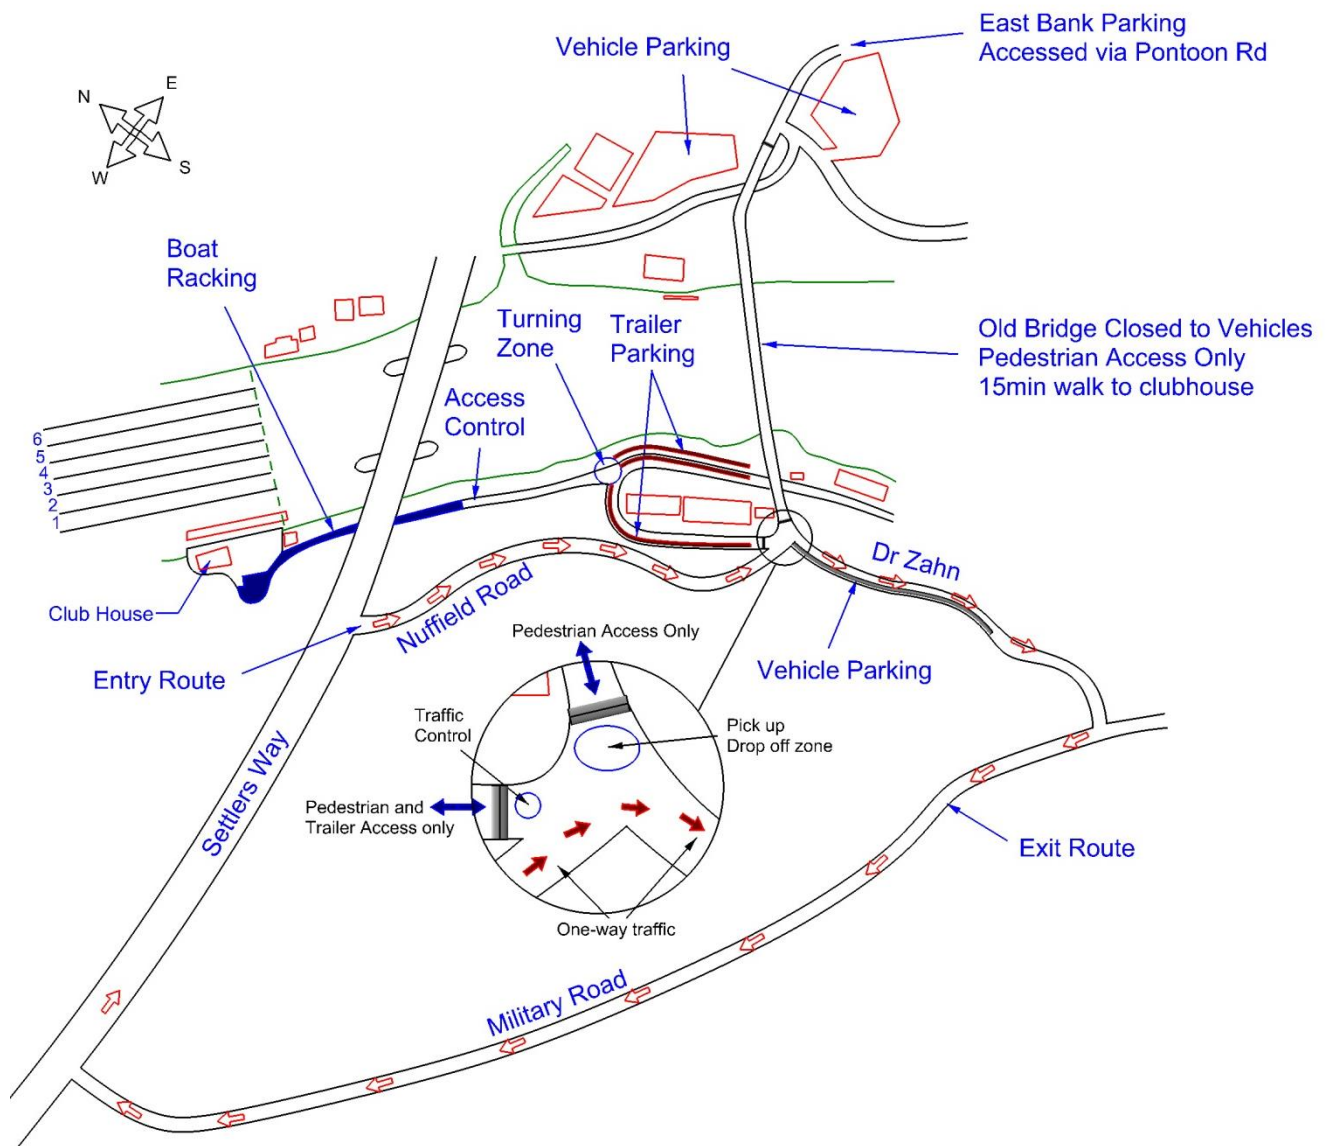 East Bank Parking
Accessed via Pontoon Rd
Vehicle Parking
N
E
W
S
Boat
Racking
Turning
Zone
Trailer
Parking
Old Bridge Closed to Vehicles
Pedestrian Access Only
15min walk to clubhouse
Access
Control
6
5
4
3
2
1
Dr Zahn
Club House
Nuffield Road
Pedestrian Access Only
Entry Route
Vehicle Parking
Traffic
Control
Pick up
Drop off zone
Settlers Way
Pedestrian and
Trailer Access only
Exit Route
One-way traffic
Military Road